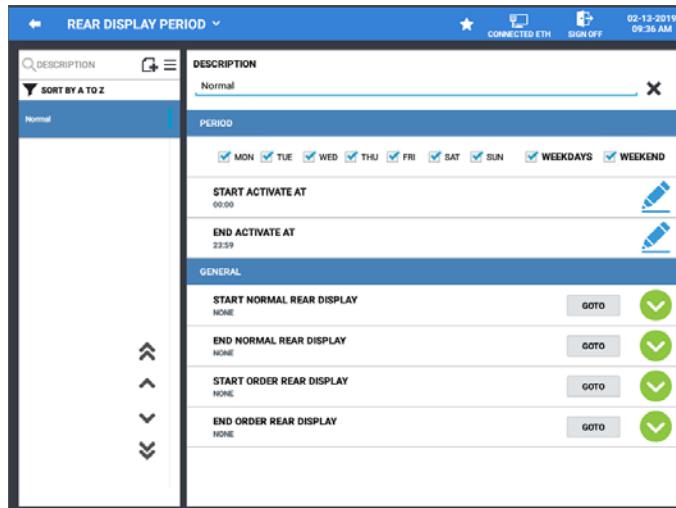 REAR DISPLAY PERIOD
CONNECTED ETH
SIGN OFF
02-13-2019
09:36 AM
DESCRIPTION
SORT BY A TO Z
Normal
DESCRIPTION
Normal
PERIOD
MON TUE WED THU FRI SAT SUN WEEKDAYS WEEKEND
START ACTIVATE AT
00:00
END ACTIVATE AT
23:59
GENERAL
START NORMAL REAR DISPLAY
NONE
GOTO
END NORMAL REAR DISPLAY
NONE
GOTO
START ORDER REAR DISPLAY
NONE
GOTO
END ORDER REAR DISPLAY
NONE
GOTO